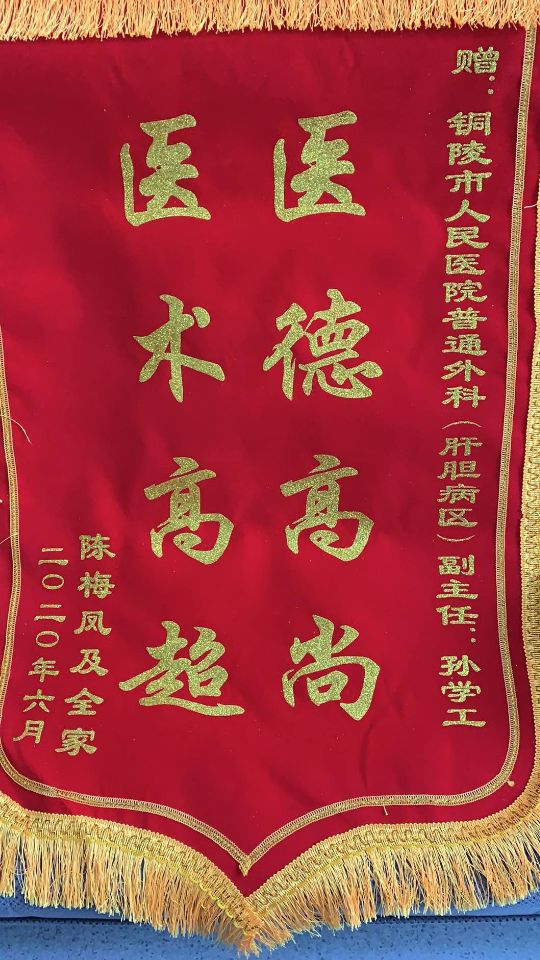 赠：铜陵市人民医院普通外科（肝胆病区）副主任：孙学工
医德高尚
医术高超
陈梅凤及全家
二〇二〇年六月